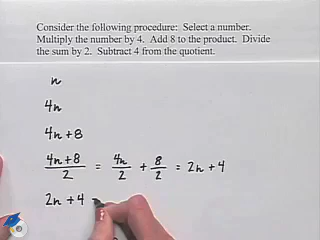 Consider the following procedure: Select a number.
Multiply the number by 4. Add 8 to the product. Divide
the sum by 2. Subtract 4 from the quotient.
n
4n
4n + 8
(4n + 8)/2 = 4n/2 + 8/2 = 2n + 4
2n + 4